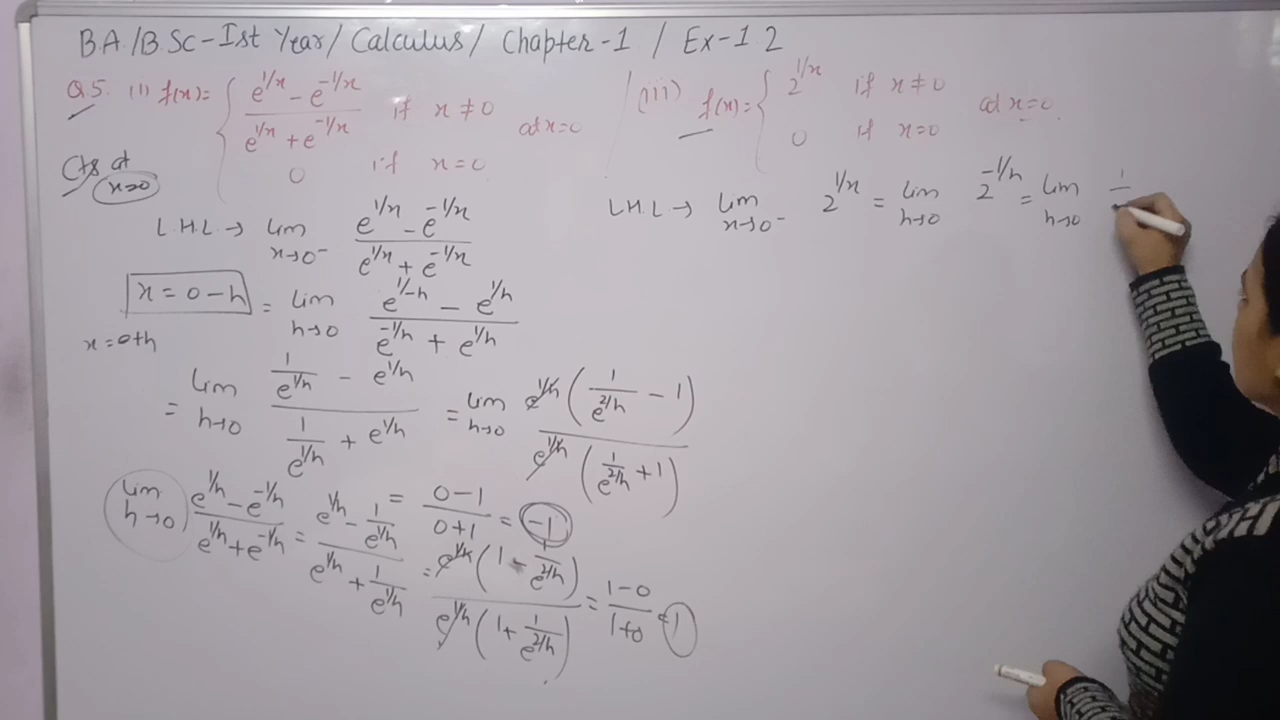 B.A./B.Sc-Ist Year/ Calculus/ Chapter-1 / Ex-1.2
Q.5. (i) f(x)= { (e^{1/x} - e^{-1/x}) / (e^{1/x} + e^{-1/x}) if x ≠ 0
0 if x=0
at x=0
Cts at x=0
L.H.L → lim x→0⁻ (e^{1/x} - e^{-1/x}) / (e^{1/x} + e^{-1/x})
x = 0-h = lim h→0 (e^{1/-h} - e^{1/h}) / (e^{-1/h} + e^{1/h})
x = 0+h
= lim h→0 (1/e^{1/h} - e^{1/h}) / (1/e^{1/h} + e^{1/h}) = lim h→0 e^{1/h} (1/e^{2/h} - 1) / e^{1/h} (1/e^{2/h} + 1)
= (0-1) / (0+1) = -1
lim h→0 (e^{1/h} - e^{-1/h}) / (e^{1/h} + e^{-1/h}) = (e^{1/h} - 1/e^{1/h}) / (e^{1/h} + 1/e^{1/h}) = e^{1/h} (1 - 1/e^{2/h}) / e^{1/h} (1 + 1/e^{2/h}) = (1-0) / (1+0) = 1
(iii) f(x)= { 2^{1/x} if x≠0
0 if x=0
at x=0
L.H.L → lim x→0⁻ 2^{1/x} = lim h→0 2^{-1/h} = lim h→0 1/